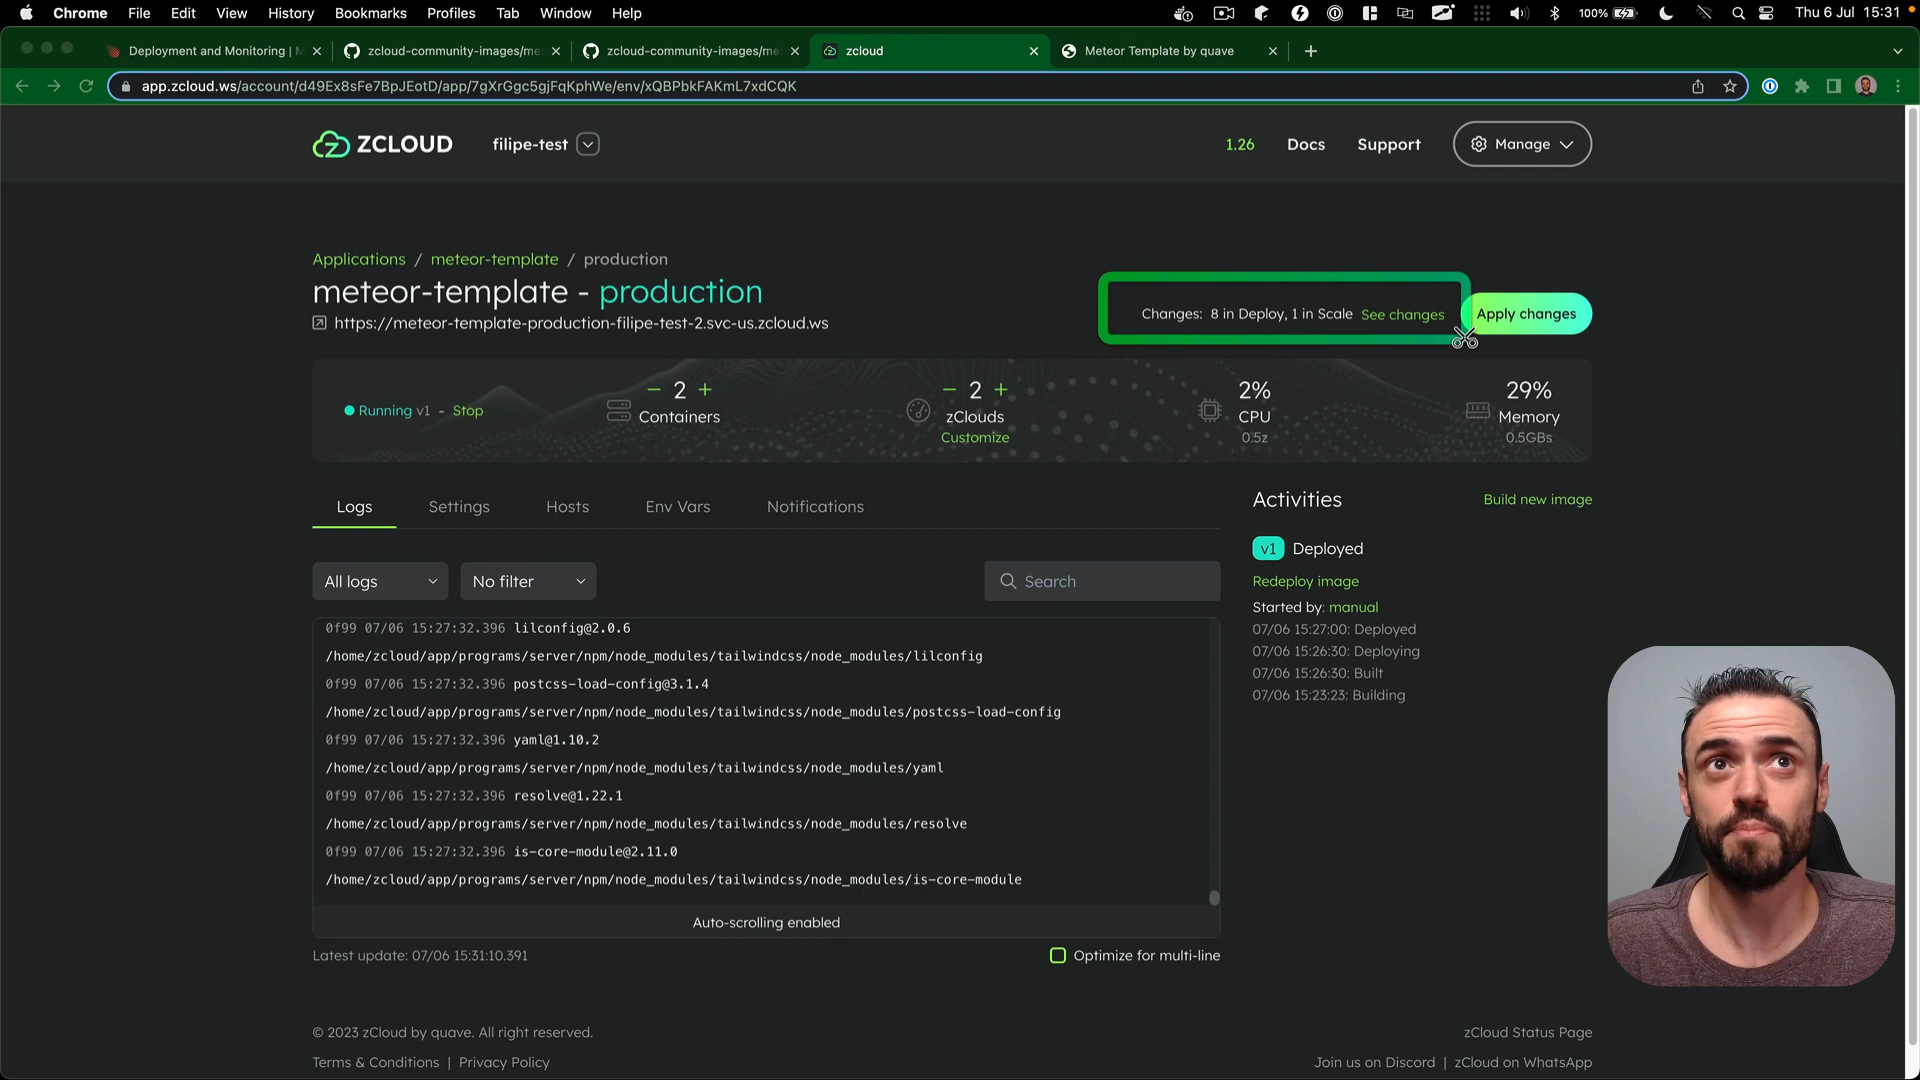 Chrome File Edit View History Bookmarks Profiles Tab Window Help 100% Thu 6 Jul 15:31
Deployment and Monitoring | M zcloud-community-images/me zcloud-community-images/me zcloud Meteor Template by quave
app.zcloud.ws/account/d49Ex8sFe7BpJEotD/app/7gXrGgc5gjFqKphWe/env/xQBPbkFAKmL7xdCQK
ZCLOUD filipe-test 1.26 Docs Support Manage
Applications / meteor-template / production
meteor-template - production
https://meteor-template-production-filipe-test-2.svc-us.zcloud.ws
Changes: 8 in Deploy, 1 in Scale See changes Apply changes
Running v1 - Stop
− 2 +
Containers
− 2 +
zClouds
Customize
2%
CPU
0.5z
29%
Memory
0.5GBs
Logs Settings Hosts Env Vars Notifications
All logs No filter Search
0f99 07/06 15:27:32.396 lilconfig@2.0.6
/home/zcloud/app/programs/server/npm/node_modules/tailwindcss/node_modules/lilconfig
0f99 07/06 15:27:32.396 postcss-load-config@3.1.4
/home/zcloud/app/programs/server/npm/node_modules/tailwindcss/node_modules/postcss-load-config
0f99 07/06 15:27:32.396 yaml@1.10.2
/home/zcloud/app/programs/server/npm/node_modules/tailwindcss/node_modules/yaml
0f99 07/06 15:27:32.396 resolve@1.22.1
/home/zcloud/app/programs/server/npm/node_modules/tailwindcss/node_modules/resolve
0f99 07/06 15:27:32.396 is-core-module@2.11.0
/home/zcloud/app/programs/server/npm/node_modules/tailwindcss/node_modules/is-core-module
Auto-scrolling enabled
Latest update: 07/06 15:31:10.391 Optimize for multi-line
Activities Build new image
v1 Deployed
Redeploy image
Started by: manual
07/06 15:27:00: Deployed
07/06 15:26:30: Deploying
07/06 15:26:30: Built
07/06 15:23:23: Building
© 2023 zCloud by quave. All right reserved. zCloud Status Page
Terms & Conditions | Privacy Policy Join us on Discord | zCloud on WhatsApp